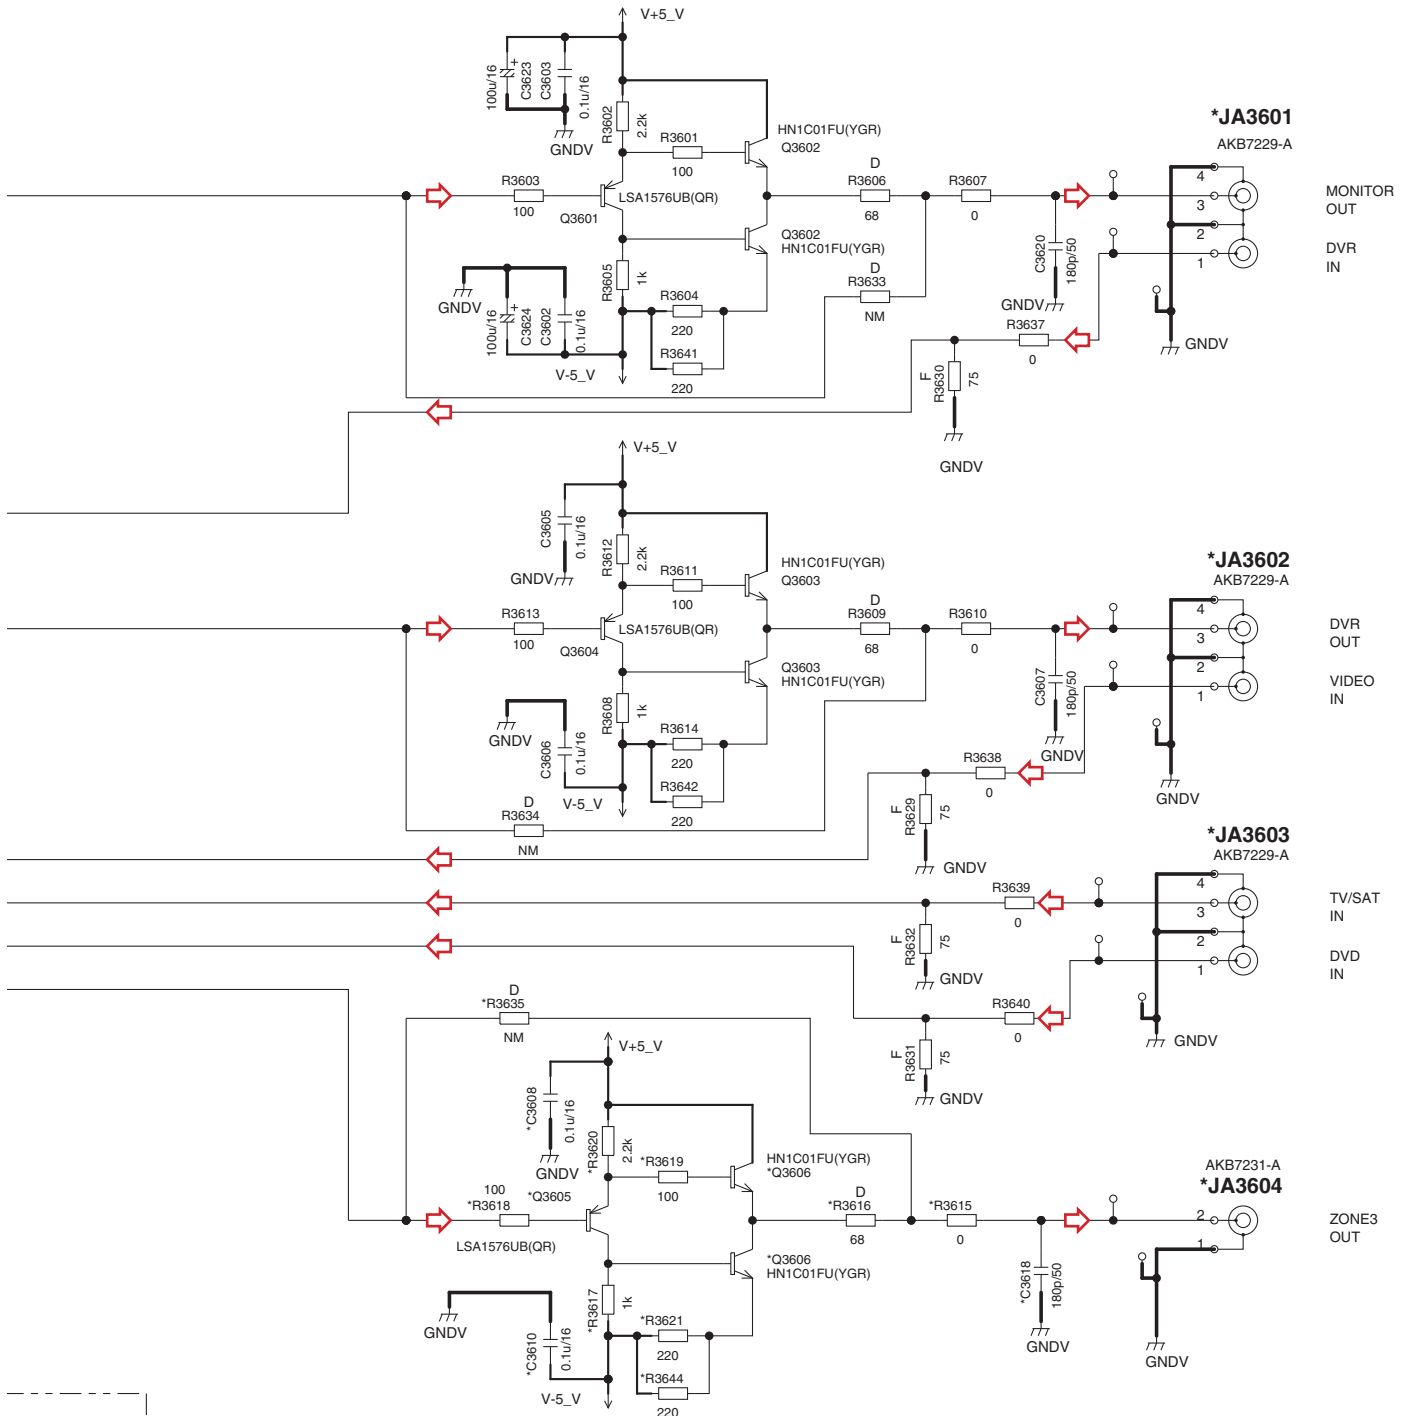 V+5_V
100u/16
C3623
C3603
0.1u/16
GNDV
R3602
2.2k
R3601
100
HN1C01FU(YGR)
Q3602
*JA3601
AKB7229-A
R3603
100
Q3601
LSA1576UB(QR)
D
R3606
68
R3607
0
4
3
2
1
MONITOR
OUT
DVR
IN
Q3602
HN1C01FU(YGR)
R3605
1k
D
R3633
NM
C3620
180p/50
GNDV
GNDV
100u/16
C3624
C3602
0.1u/16
R3604
220
R3641
220
V-5_V
R3637
0
GNDV
F
R3630
75
GNDV
V+5_V
C3605
0.1u/16
GNDV
R3612
2.2k
R3611
100
HN1C01FU(YGR)
Q3603
*JA3602
AKB7229-A
R3613
100
Q3604
LSA1576UB(QR)
D
R3609
68
R3610
0
4
3
2
1
DVR
OUT
VIDEO
IN
Q3603
HN1C01FU(YGR)
R3608
1k
C3607
180p/50
GNDV
GNDV
C3606
0.1u/16
R3614
220
R3642
220
V-5_V
D
R3634
NM
R3638
0
GNDV
F
R3629
75
GNDV
*JA3603
AKB7229-A
R3639
0
4
3
2
1
TV/SAT
IN
DVD
IN
F
R3632
75
GNDV
D
*R3635
NM
R3640
0
GNDV
F
R3631
75
GNDV
V+5_V
*C3608
0.1u/16
GNDV
*R3620
2.2k
*R3619
100
HN1C01FU(YGR)
*Q3606
AKB7231-A
*JA3604
100
*R3618
*Q3605
LSA1576UB(QR)
D
*R3616
68
*R3615
0
2
1
ZONE3
OUT
*Q3606
HN1C01FU(YGR)
*R3617
1k
*C3618
180p/50
GNDV
GNDV
GNDV
*C3610
0.1u/16
*R3621
220
*R3644
220
V-5_V